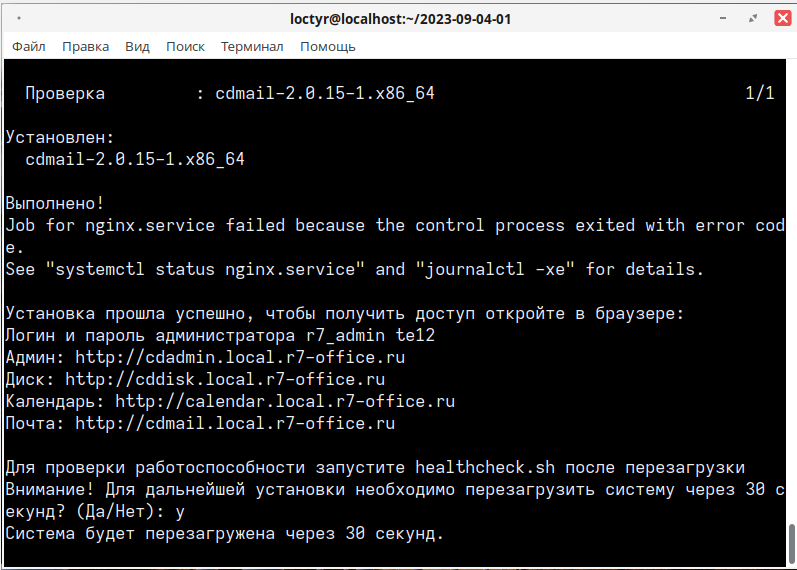 loctyr@localhost:~/2023-09-04-01
Файл Правка Вид Поиск Терминал Помощь
Проверка : cdmail-2.0.15-1.x86_64 1/1
Установлен:
cdmail-2.0.15-1.x86_64
Выполнено!
Job for nginx.service failed because the control process exited with error cod
e.
See "systemctl status nginx.service" and "journalctl -xe" for details.
Установка прошла успешно, чтобы получить доступ откройте в браузере:
Логин и пароль администратора r7_admin te12
Админ: http://cdadmin.local.r7-office.ru
Диск: http://cddisk.local.r7-office.ru
Календарь: http://calendar.local.r7-office.ru
Почта: http://cdmail.local.r7-office.ru
Для проверки работоспособности запустите healthcheck.sh после перезагрузки
Внимание! Для дальнейшей установки необходимо перезагрузить систему через 30 с
екунд? (Да/Нет): y
Система будет перезагружена через 30 секунд.